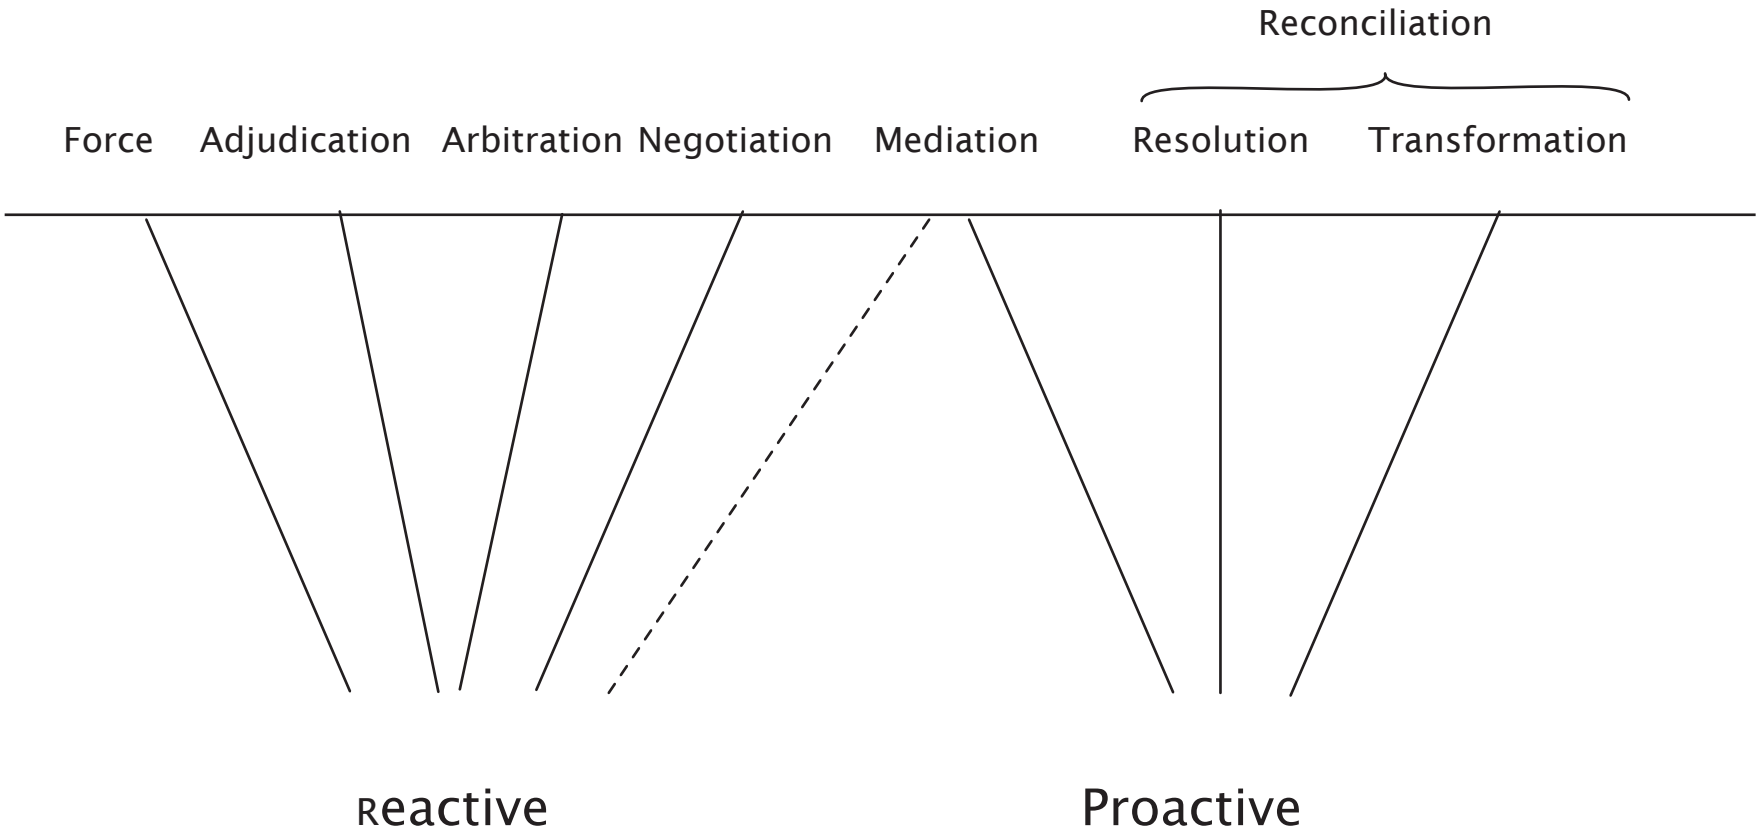 Reconciliation
Force Adjudication Arbitration Negotiation Mediation Resolution Transformation
Reactive Proactive